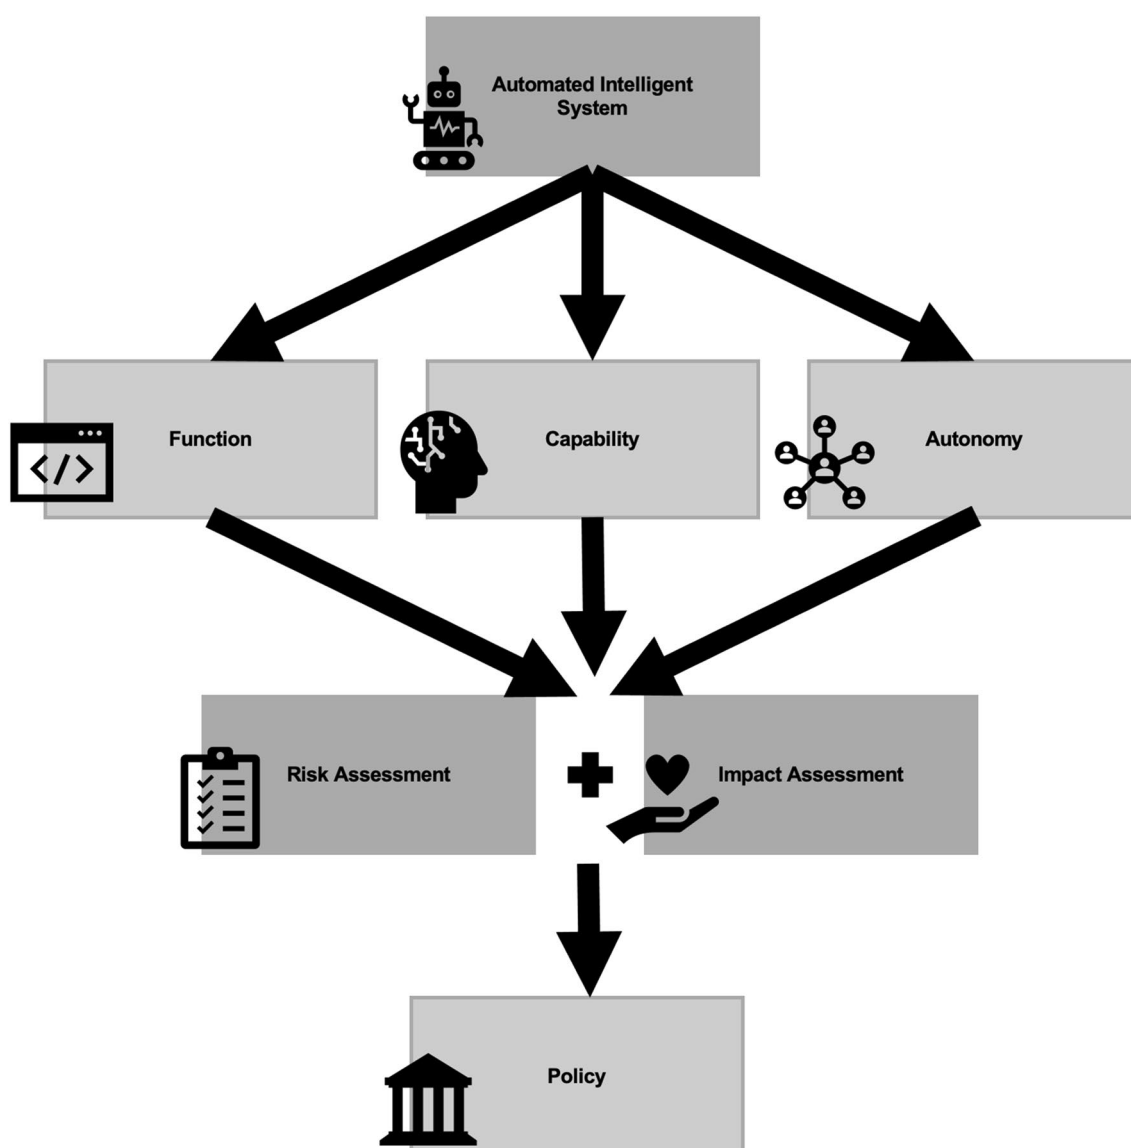 Automated Intelligent
System
Function
Capability
Autonomy
Risk Assessment
Impact Assessment
Policy